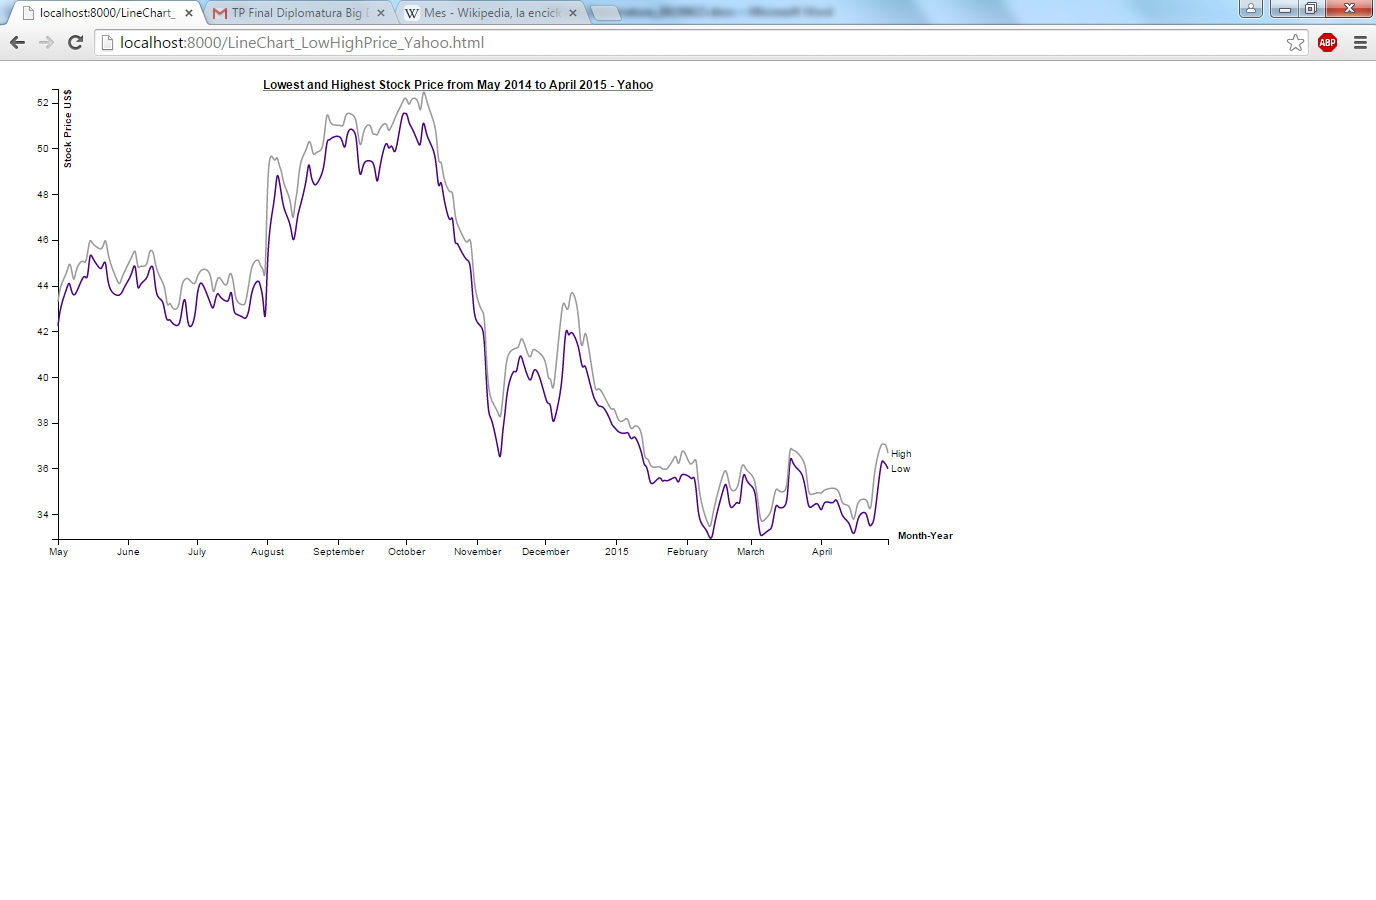 localhost:8000/LineChart_
TP Final Diplomatura Big D
Mes - Wikipedia, la encicl
localhost:8000/LineChart_LowHighPrice_Yahoo.html
ABP
Lowest and Highest Stock Price from May 2014 to April 2015 - Yahoo
Stock Price US$
52
50
48
46
44
42
40
38
36
34
High
Low
May
June
July
August
September
October
November
December
2015
February
March
April
Month-Year